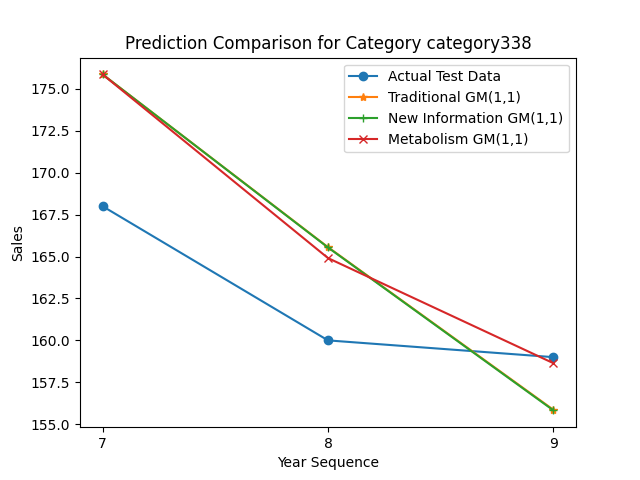 Prediction Comparison for Category category338
Actual Test Data
Traditional GM(1,1)
New Information GM(1,1)
Metabolism GM(1,1)
175.0
172.5
170.0
167.5
165.0
162.5
160.0
157.5
155.0
Sales
7
8
9
Year Sequence